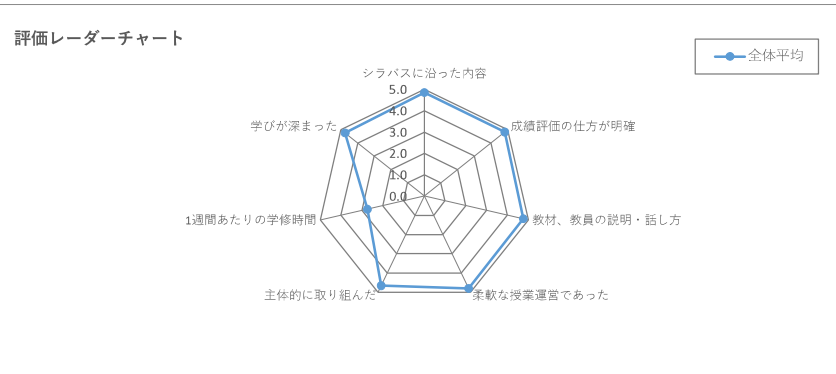 評価レーダーチャート
全体平均
シラバスに沿った内容
5.0
4.0
3.0
2.0
1.0
0.0
学びが深まった
成績評価の仕方が明確
1週間あたりの学修時間
教材、教員の説明・話し方
主体的に取り組んだ
柔軟な授業運営であった